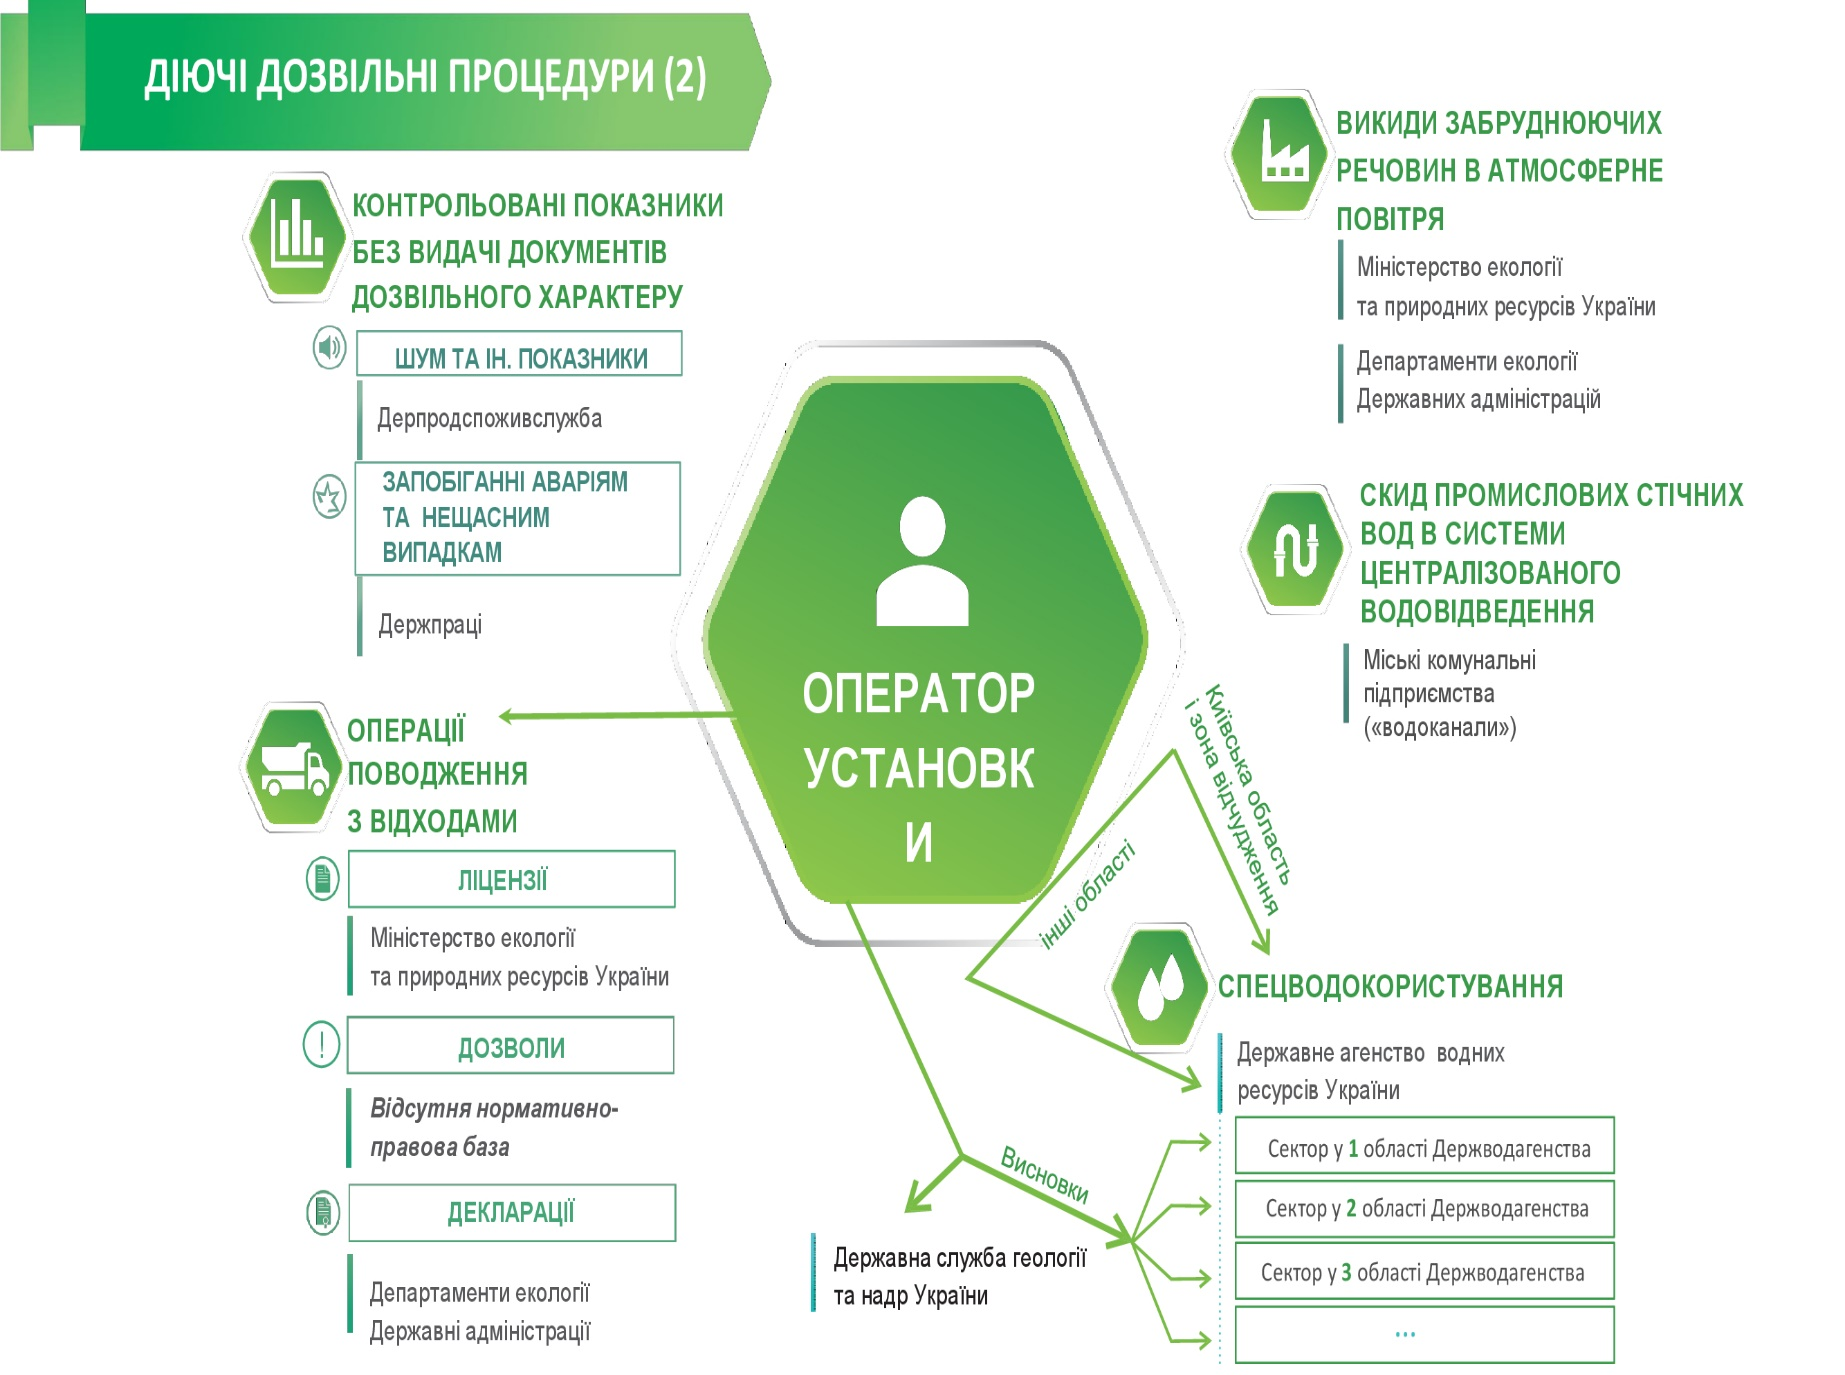 ДІЮЧІ ДОЗВІЛЬНІ ПРОЦЕДУРИ (2)
КОНТРОЛЬОВАНІ ПОКАЗНИКИ
БЕЗ ВИДАЧІ ДОКУМЕНТІВ
ДОЗВІЛЬНОГО ХАРАКТЕРУ
ШУМ ТА ІН. ПОКАЗНИКИ
Дерпродспоживслужба
ЗАПОБІГАННІ АВАРІЯМ
ТА НЕЩАСНИМ
ВИПАДКАМ
Держпраці
ОПЕРАЦІЇ
ПОВОДЖЕННЯ
З ВІДХОДАМИ
ЛІЦЕНЗІЇ
Міністерство екології
та природних ресурсів України
ДОЗВОЛИ
Відсутня нормативно-
правова база
ДЕКЛАРАЦІЇ
Департаменти екології
Державні адміністрації
ОПЕРАТОР
УСТАНОВК
И
ВИКИДИ ЗАБРУДНЮЮЧИХ
РЕЧОВИН В АТМОСФЕРНЕ
ПОВІТРЯ
Міністерство екології
та природних ресурсів України
Департаменти екології
Державних адміністрацій
СКИД ПРОМИСЛОВИХ СТІЧНИХ
ВОД В СИСТЕМИ
ЦЕНТРАЛІЗОВАНОГО
ВОДОВІДВЕДЕННЯ
Міські комунальні
підприємства
(«водоканали»)
Київська область
і зона відчудження
інші області
СПЕЦВОДОКОРИСТУВАННЯ
Державне агенство водних
ресурсів України
Висновки
Державна служба геології
та надр України
Сектор у 1 області Держводагенства
Сектор у 2 області Держводагенства
Сектор у 3 області Держводагенства
...